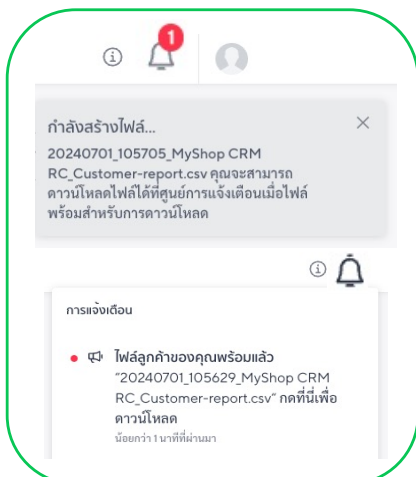 1
กำลังสร้างไฟล์...
20240701_105705_MyShop CRM
RC_Customer-report.csv คุณจะสามารถ
ดาวน์โหลดไฟล์ได้ที่ศูนย์การแจ้งเตือนเมื่อไฟล์
พร้อมสำหรับการดาวน์โหลด
การแจ้งเตือน
ไฟล์ลูกค้าของคุณพร้อมแล้ว
“20240701_105629_MyShop CRM
RC_Customer-report.csv” กดที่นี่เพื่อ
ดาวน์โหลด
น้อยกว่า 1 นาทีที่ผ่านมา